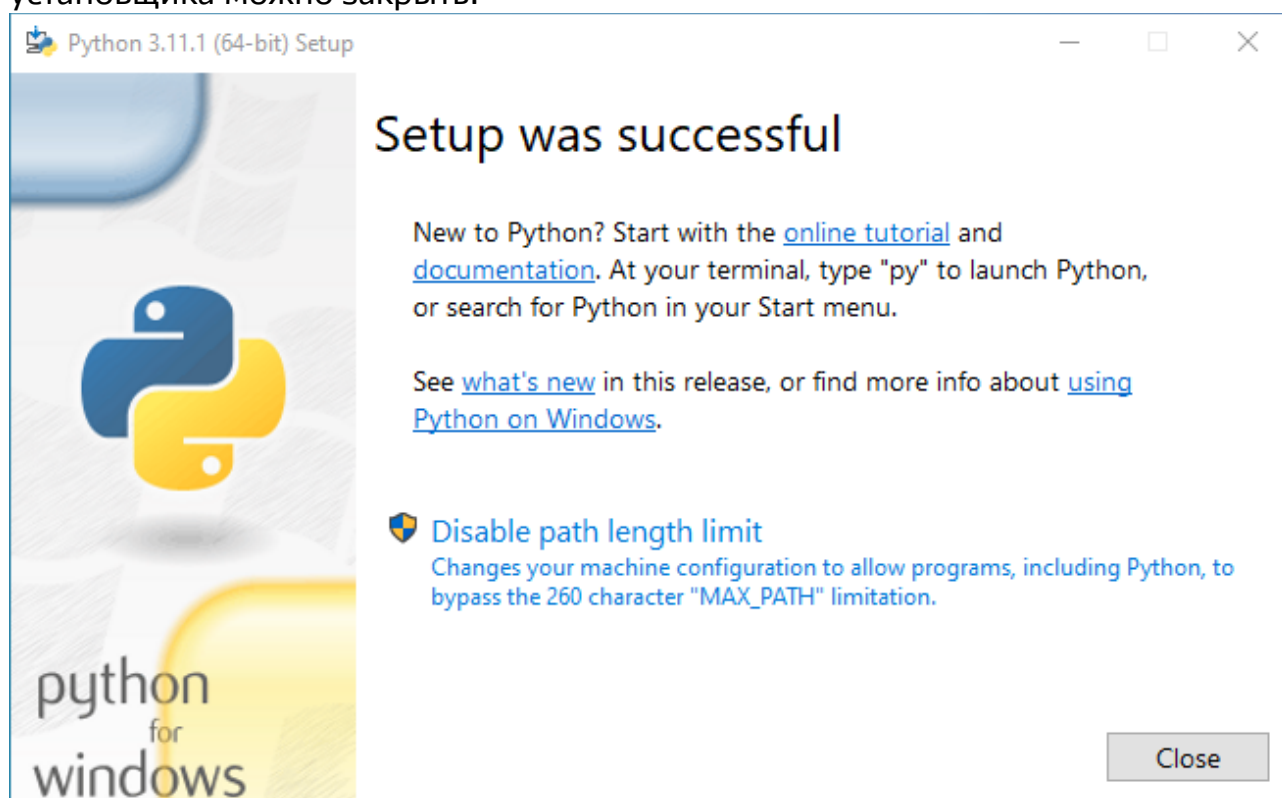 установщика можно закрыть.
Python 3.11.1 (64-bit) Setup
Setup was successful
New to Python? Start with the online tutorial and
documentation. At your terminal, type "py" to launch Python,
or search for Python in your Start menu.
See what's new in this release, or find more info about using
Python on Windows.
Disable path length limit
Changes your machine configuration to allow programs, including Python, to
bypass the 260 character "MAX_PATH" limitation.
python
for
windows
Close